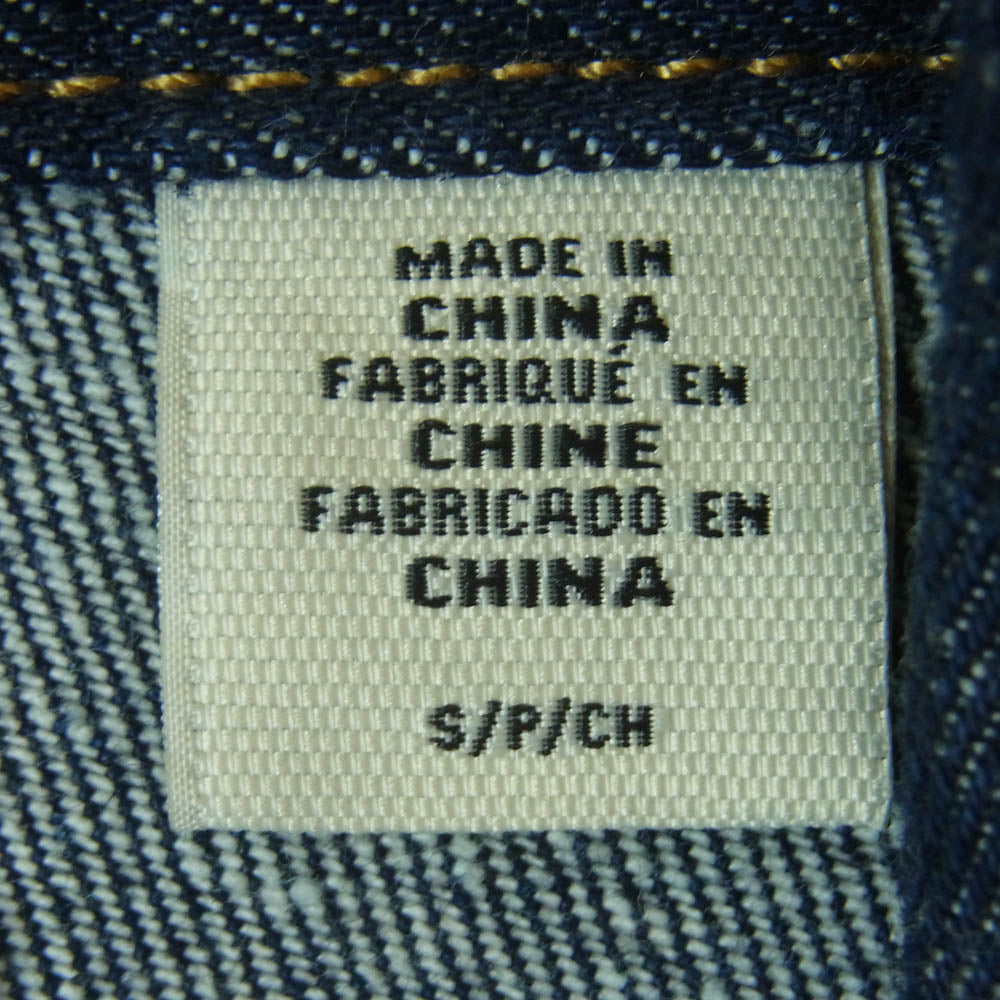 MADE IN
CHINA
FABRIQUÉ EN
CHINE
FABRICADO EN
CHINA
S/P/CH